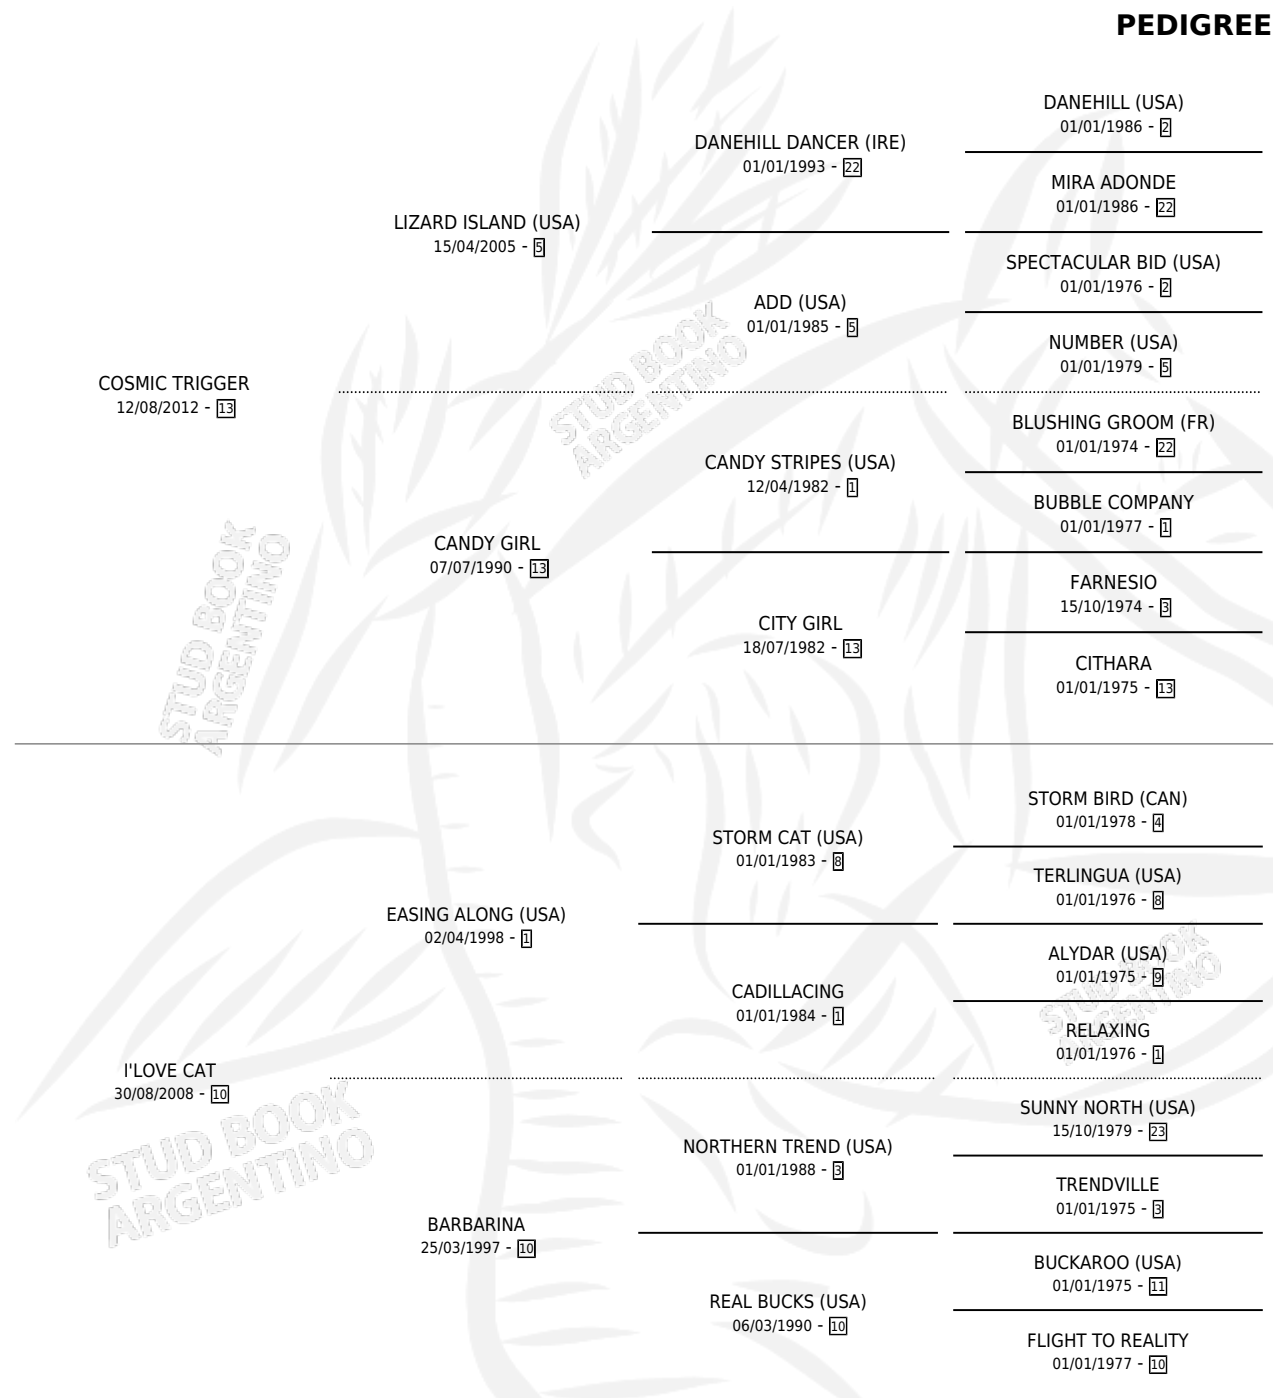 PEDIGREE
DANEHILL (USA)
01/01/1986 - 2
DANEHILL DANCER (IRE)
01/01/1993 - 22
MIRA ADONDE
01/01/1986 - 22
LIZARD ISLAND (USA)
15/04/2005 - 5
SPECTACULAR BID (USA)
01/01/1976 - 2
ADD (USA)
01/01/1985 - 5
NUMBER (USA)
01/01/1979 - 5
COSMIC TRIGGER
12/08/2012 - 13
BLUSHING GROOM (FR)
01/01/1974 - 22
CANDY STRIPES (USA)
12/04/1982 - 1
BUBBLE COMPANY
01/01/1977 - 1
CANDY GIRL
07/07/1990 - 13
FARNESIO
15/10/1974 - 3
CITY GIRL
18/07/1982 - 13
CITHARA
01/01/1975 - 13
STORM BIRD (CAN)
01/01/1978 - 4
STORM CAT (USA)
01/01/1983 - 8
TERLINGUA (USA)
01/01/1976 - 8
EASING ALONG (USA)
02/04/1998 - 1
ALYDAR (USA)
01/01/1975 - 9
CADILLACING
01/01/1984 - 1
RELAXING
01/01/1976 - 1
I'LOVE CAT
30/08/2008 - 10
SUNNY NORTH (USA)
15/10/1979 - 23
NORTHERN TREND (USA)
01/01/1988 - 3
TRENDVILLE
01/01/1975 - 3
BARBARINA
25/03/1997 - 10
BUCKAROO (USA)
01/01/1975 - 11
REAL BUCKS (USA)
06/03/1990 - 10
FLIGHT TO REALITY
01/01/1977 - 10
STUD BOOK
ARGENTINO
STUD BOOK
ARGENTINO
STUD BOOK
ARGENTINO
STUD BOOK
ARGENTINO